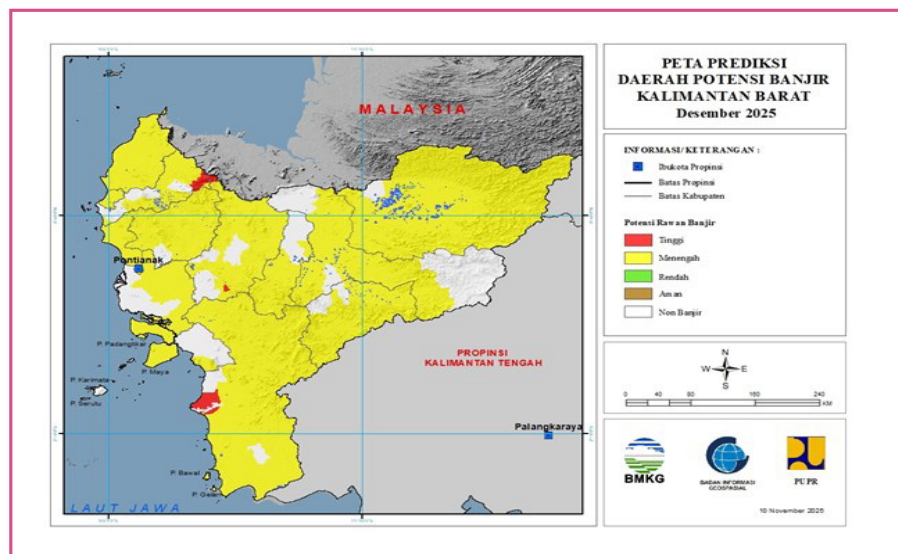 PETA PREDIKSI
DAERAH POTENSI BANJIR
KALIMANTAN BARAT
Desember 2025
INFORMASI/ KETERANGAN :
Ibukota Propinsi
Batas Propinsi
Batas Kabupaten
Potensi Rawan Banjir
Tinggi
Menengah
Rendah
Aman
Non Banjir
N
W E
S
0 40 80 160 240
KM
BMKG
BADAN INFORMASI
GEOSPASIAL
PUPR
10 November 2025
MALAYSIA
Pontianak
P. Padangtikar
P. Maya
P. Karimata
P. Serutu
PROPINSI
KALIMANTAN TENGAH
Palangkaraya
P. Bawal
P. Gelam
LAUT JAWA